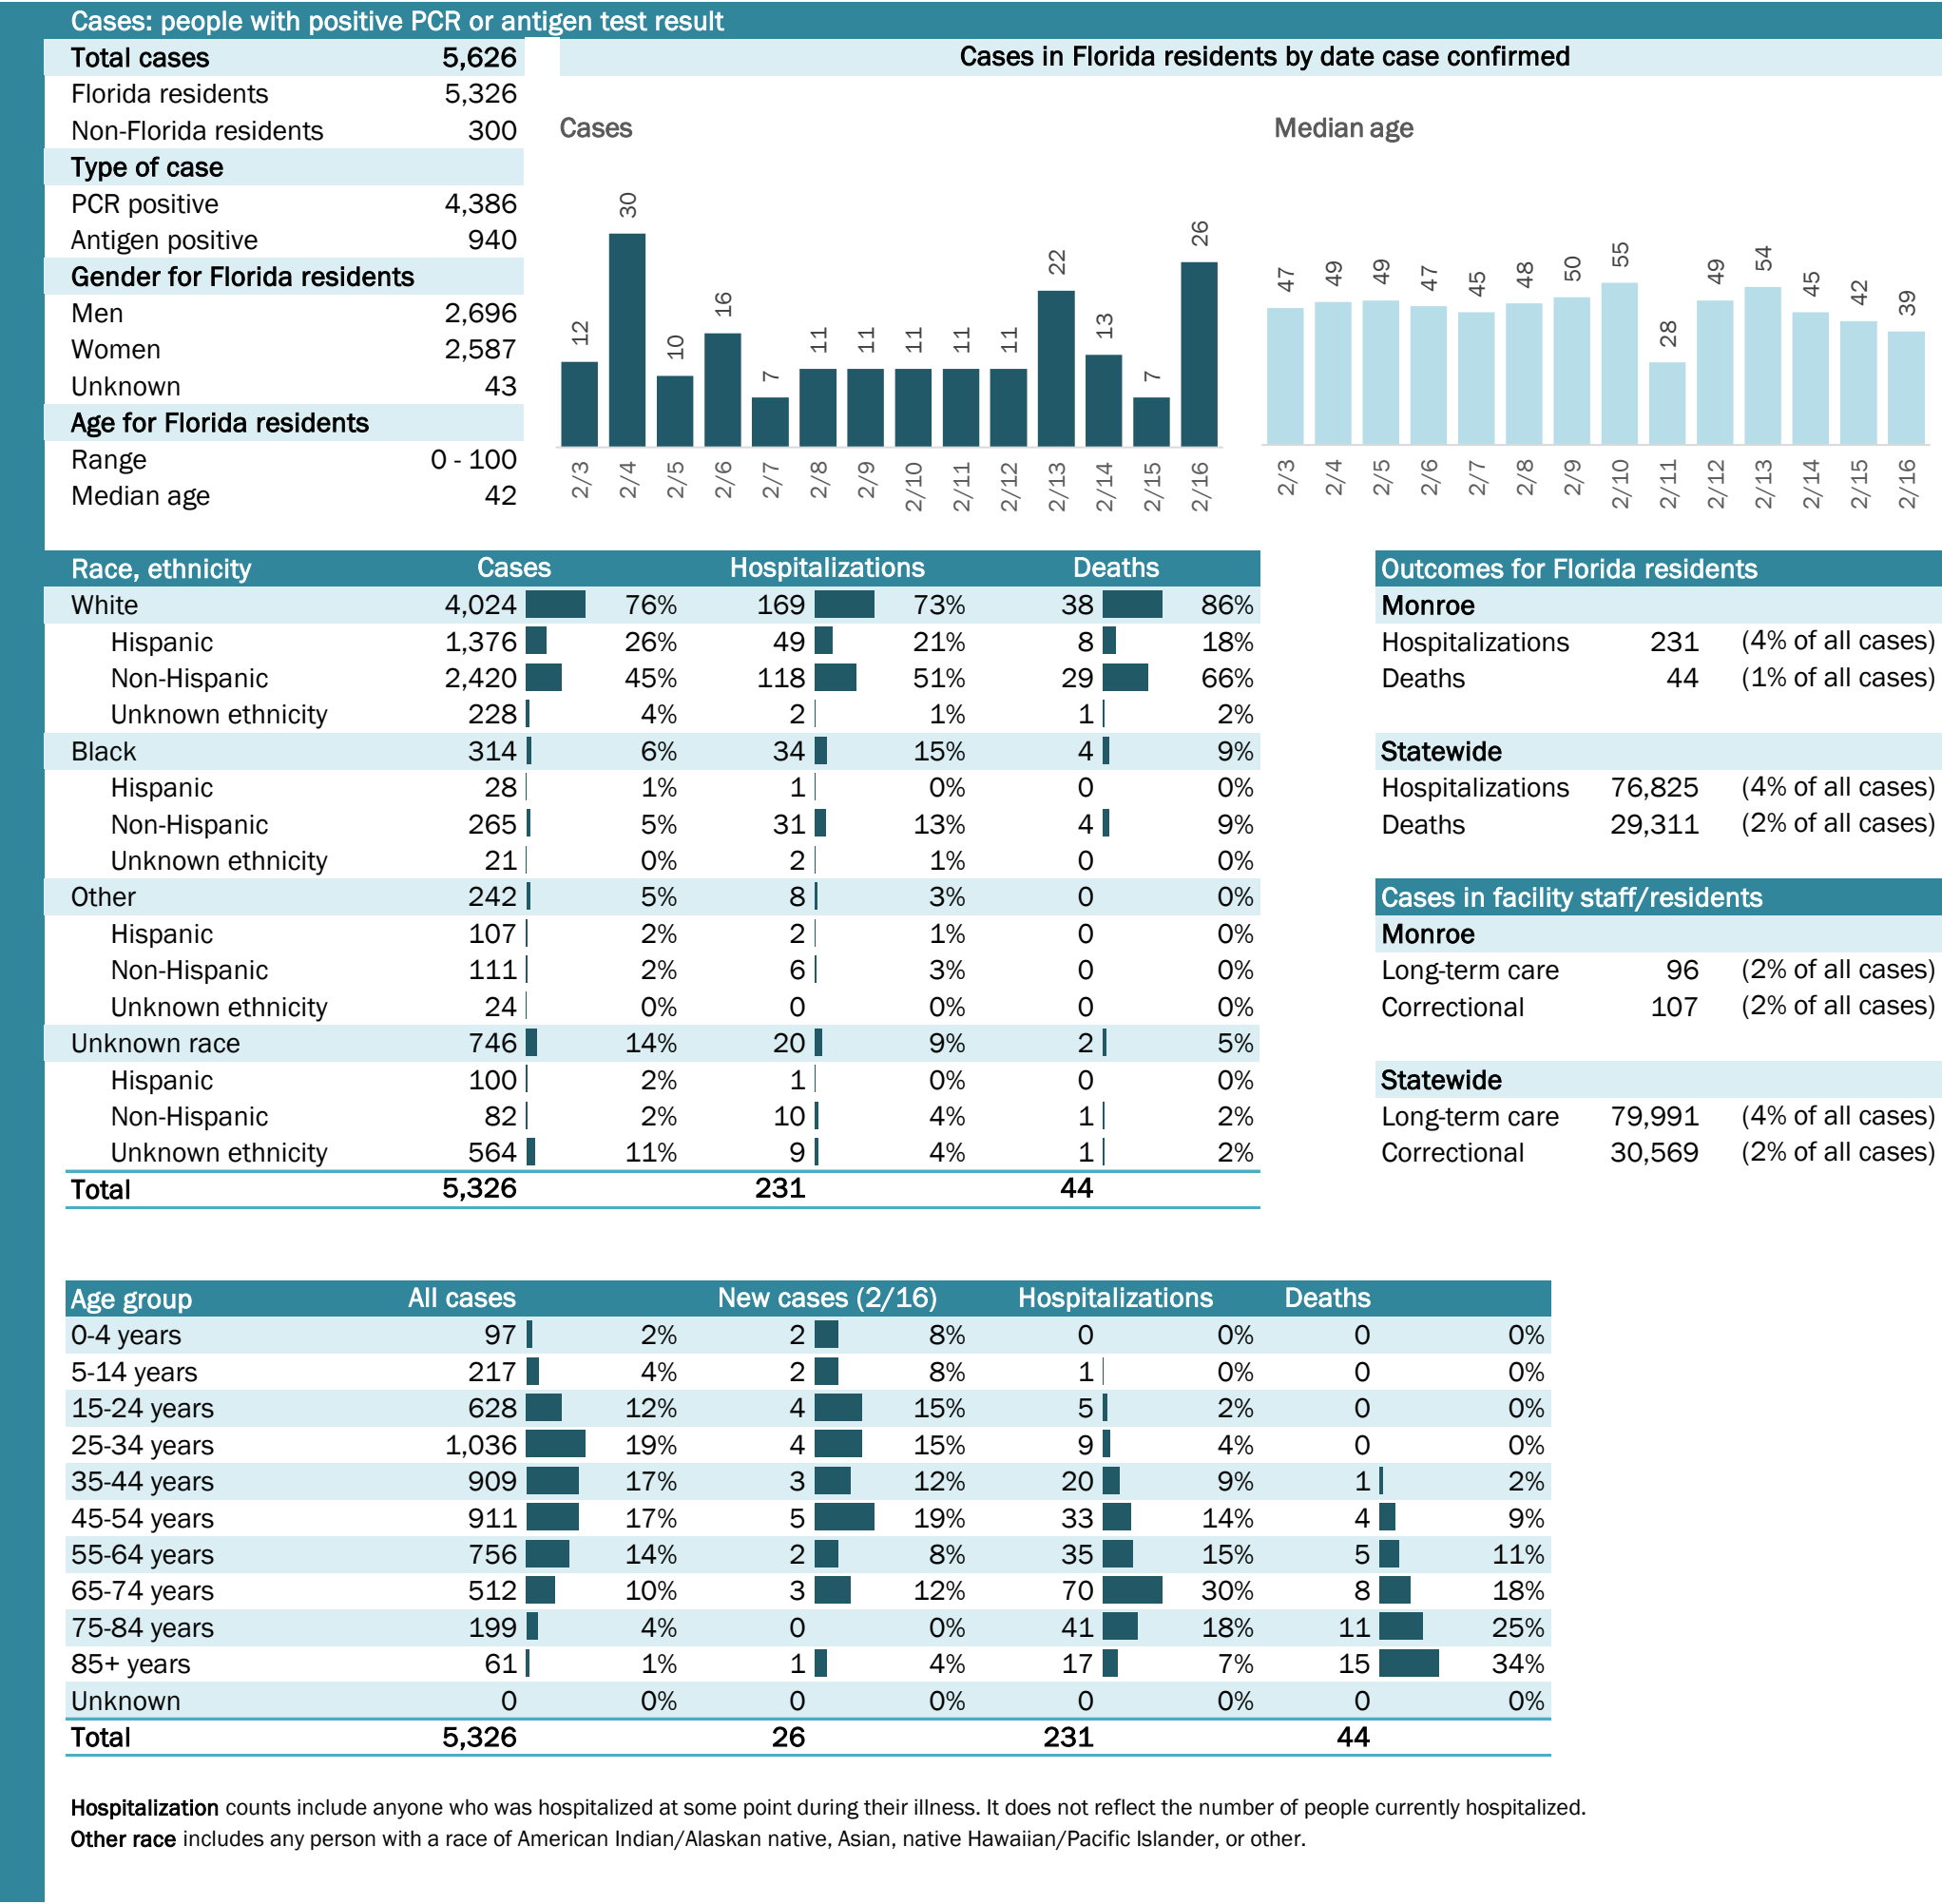 Cases: people with positive PCR or antigen test result
Total cases 5,626
Florida residents 5,326
Non-Florida residents 300
Type of case
PCR positive 4,386
Antigen positive 940
Gender for Florida residents
Men 2,696
Women 2,587
Unknown 43
Age for Florida residents
Range 0 - 100
Median age 42
Cases in Florida residents by date case confirmed
Cases
12 30 10 16 7 11 11 11 11 11 22 13 7 26
2/3 2/4 2/5 2/6 2/7 2/8 2/9 2/10 2/11 2/12 2/13 2/14 2/15 2/16
Median age
47 49 49 47 45 48 50 55 28 49 54 45 42 39
2/3 2/4 2/5 2/6 2/7 2/8 2/9 2/10 2/11 2/12 2/13 2/14 2/15 2/16
Race, ethnicity Cases Hospitalizations Deaths
White 4,024 76% 169 73% 38 86%
Hispanic 1,376 26% 49 21% 8 18%
Non-Hispanic 2,420 45% 118 51% 29 66%
Unknown ethnicity 228 4% 2 1% 1 2%
Black 314 6% 34 15% 4 9%
Hispanic 28 1% 1 0% 0 0%
Non-Hispanic 265 5% 31 13% 4 9%
Unknown ethnicity 21 0% 2 1% 0 0%
Other 242 5% 8 3% 0 0%
Hispanic 107 2% 2 1% 0 0%
Non-Hispanic 111 2% 6 3% 0 0%
Unknown ethnicity 24 0% 0 0% 0 0%
Unknown race 746 14% 20 9% 2 5%
Hispanic 100 2% 1 0% 0 0%
Non-Hispanic 82 2% 10 4% 1 2%
Unknown ethnicity 564 11% 9 4% 1 2%
Total 5,326 231 44
Outcomes for Florida residents
Monroe
Hospitalizations 231 (4% of all cases)
Deaths 44 (1% of all cases)
Statewide
Hospitalizations 76,825 (4% of all cases)
Deaths 29,311 (2% of all cases)
Cases in facility staff/residents
Monroe
Long-term care 96 (2% of all cases)
Correctional 107 (2% of all cases)
Statewide
Long-term care 79,991 (4% of all cases)
Correctional 30,569 (2% of all cases)
Age group All cases New cases (2/16) Hospitalizations Deaths
0-4 years 97 2% 2 8% 0 0% 0 0%
5-14 years 217 4% 2 8% 1 0% 0 0%
15-24 years 628 12% 4 15% 5 2% 0 0%
25-34 years 1,036 19% 4 15% 9 4% 0 0%
35-44 years 909 17% 3 12% 20 9% 1 2%
45-54 years 911 17% 5 19% 33 14% 4 9%
55-64 years 756 14% 2 8% 35 15% 5 11%
65-74 years 512 10% 3 12% 70 30% 8 18%
75-84 years 199 4% 0 0% 41 18% 11 25%
85+ years 61 1% 1 4% 17 7% 15 34%
Unknown 0 0% 0 0% 0 0% 0 0%
Total 5,326 26 231 44
Hospitalization counts include anyone who was hospitalized at some point during their illness. It does not reflect the number of people currently hospitalized.
Other race includes any person with a race of American Indian/Alaskan native, Asian, native Hawaiian/Pacific Islander, or other.